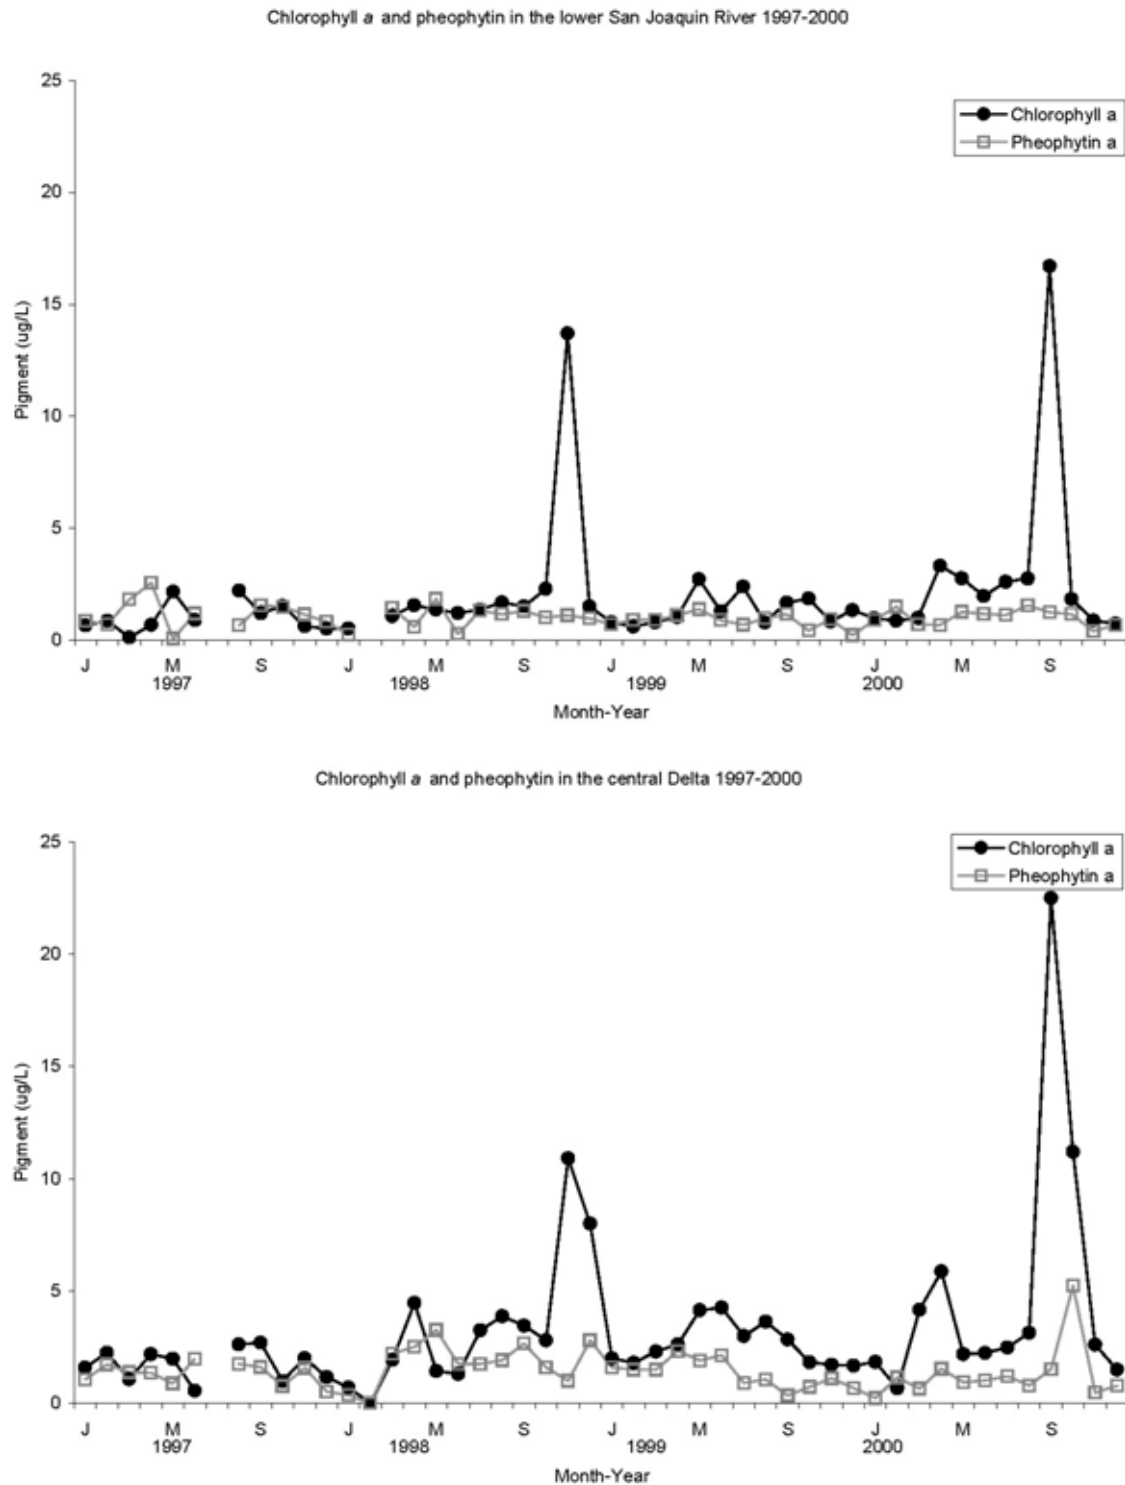 Chlorophyll a and pheophytin in the lower San Joaquin River 1997-2000
25
Chlorophyll a
Pheophytin a
20
15
Pigment (ug/L)
10
5
0
J M S J M S J M S J M S
1997 1998 1999 2000
Month-Year
Chlorophyll a and pheophytin in the central Delta 1997-2000
25
Chlorophyll a
Pheophytin a
20
15
Pigment (ug/L)
10
5
0
J M S J M S J M S J M S
1997 1998 1999 2000
Month-Year